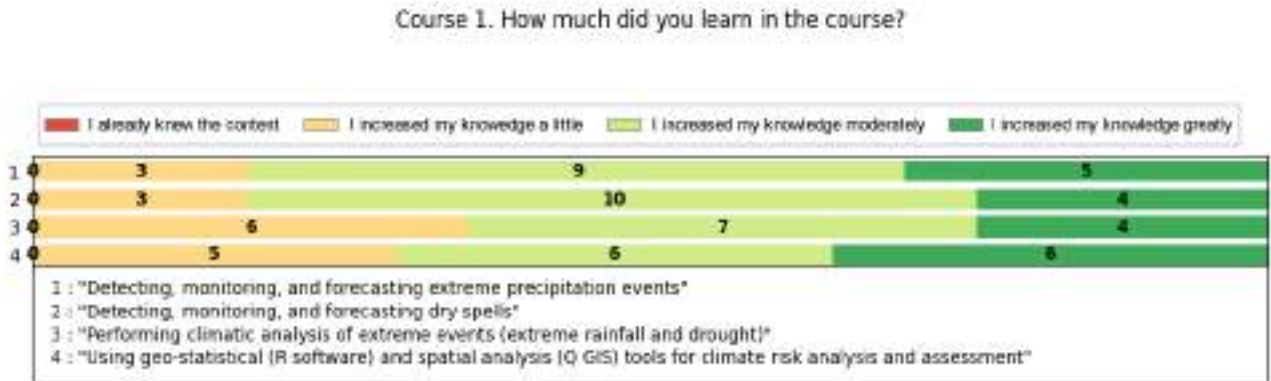 Course 1. How much did you learn in the course?
I already knew the content I increased my knowedge a little I increased my knowledge moderately I increased my knowledge greatly
1 0 3 9 5
2 0 3 10 4
3 0 6 7 4
4 0 5 6 6
1 : "Detecting, monitoring, and forecasting extreme precipitation events"
2 : "Detecting, monitoring, and forecasting dry spells"
3 : "Performing climatic analysis of extreme events (extreme rainfall and drought)"
4 : "Using geo-statistical (R software) and spatial analysis (Q GIS) tools for climate risk analysis and assessment"